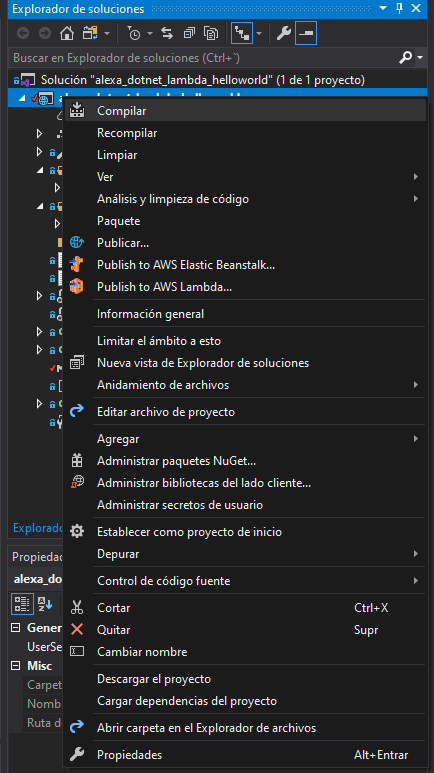 Explorador de soluciones
Buscar en Explorador de soluciones (Ctrl+`)
Solución "alexa_dotnet_lambda_helloworld" (1 de 1 proyecto)
Compilar
Recompilar
Limpiar
Ver
Análisis y limpieza de código
Paquete
Publicar...
Publish to AWS Elastic Beanstalk...
Publish to AWS Lambda...
Información general
Limitar el ámbito a esto
Nueva vista de Explorador de soluciones
Anidamiento de archivos
Editar archivo de proyecto
Agregar
Administrar paquetes NuGet...
Administrar bibliotecas del lado cliente...
Administrar secretos de usuario
Explorado
Establecer como proyecto de inicio
Propiedad
Depurar
alexa_do
Control de código fuente
Cortar Ctrl+X
Gener
Quitar Supr
UserSe
Cambiar nombre
Misc
Carpet
Descargar el proyecto
Nomb
Cargar dependencias del proyecto
Ruta d
Abrir carpeta en el Explorador de archivos
Propiedades Alt+Entrar